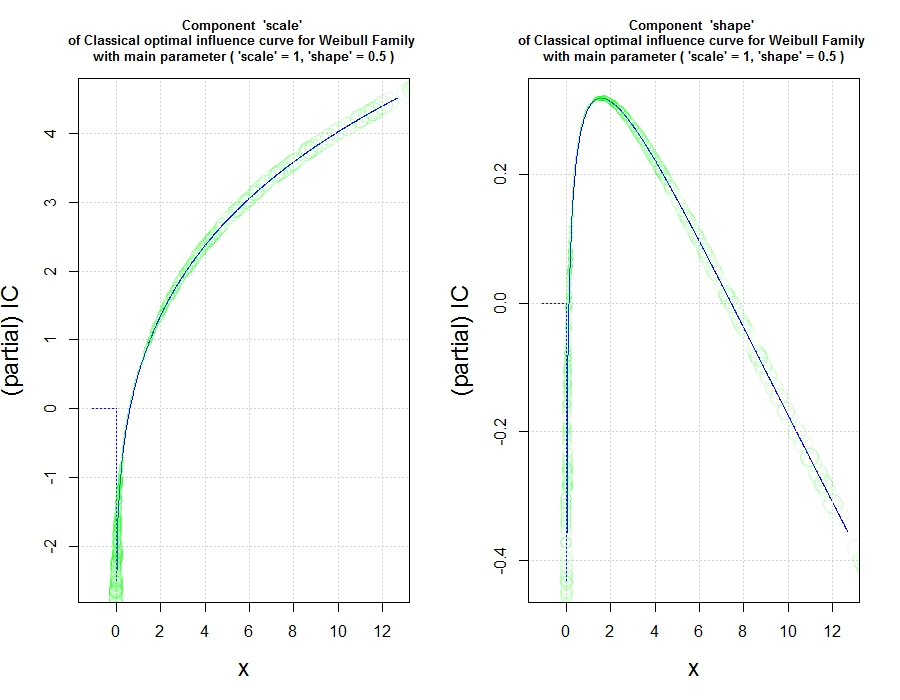 Component 'scale'
of Classical optimal influence curve for Weibull Family
with main parameter ( 'scale' = 1, 'shape' = 0.5 )
(partial) IC
4
3
2
1
0
-1
-2
0 2 4 6 8 10 12
x
Component 'shape'
of Classical optimal influence curve for Weibull Family
with main parameter ( 'scale' = 1, 'shape' = 0.5 )
(partial) IC
0.2
0.0
-0.2
-0.4
0 2 4 6 8 10 12
x